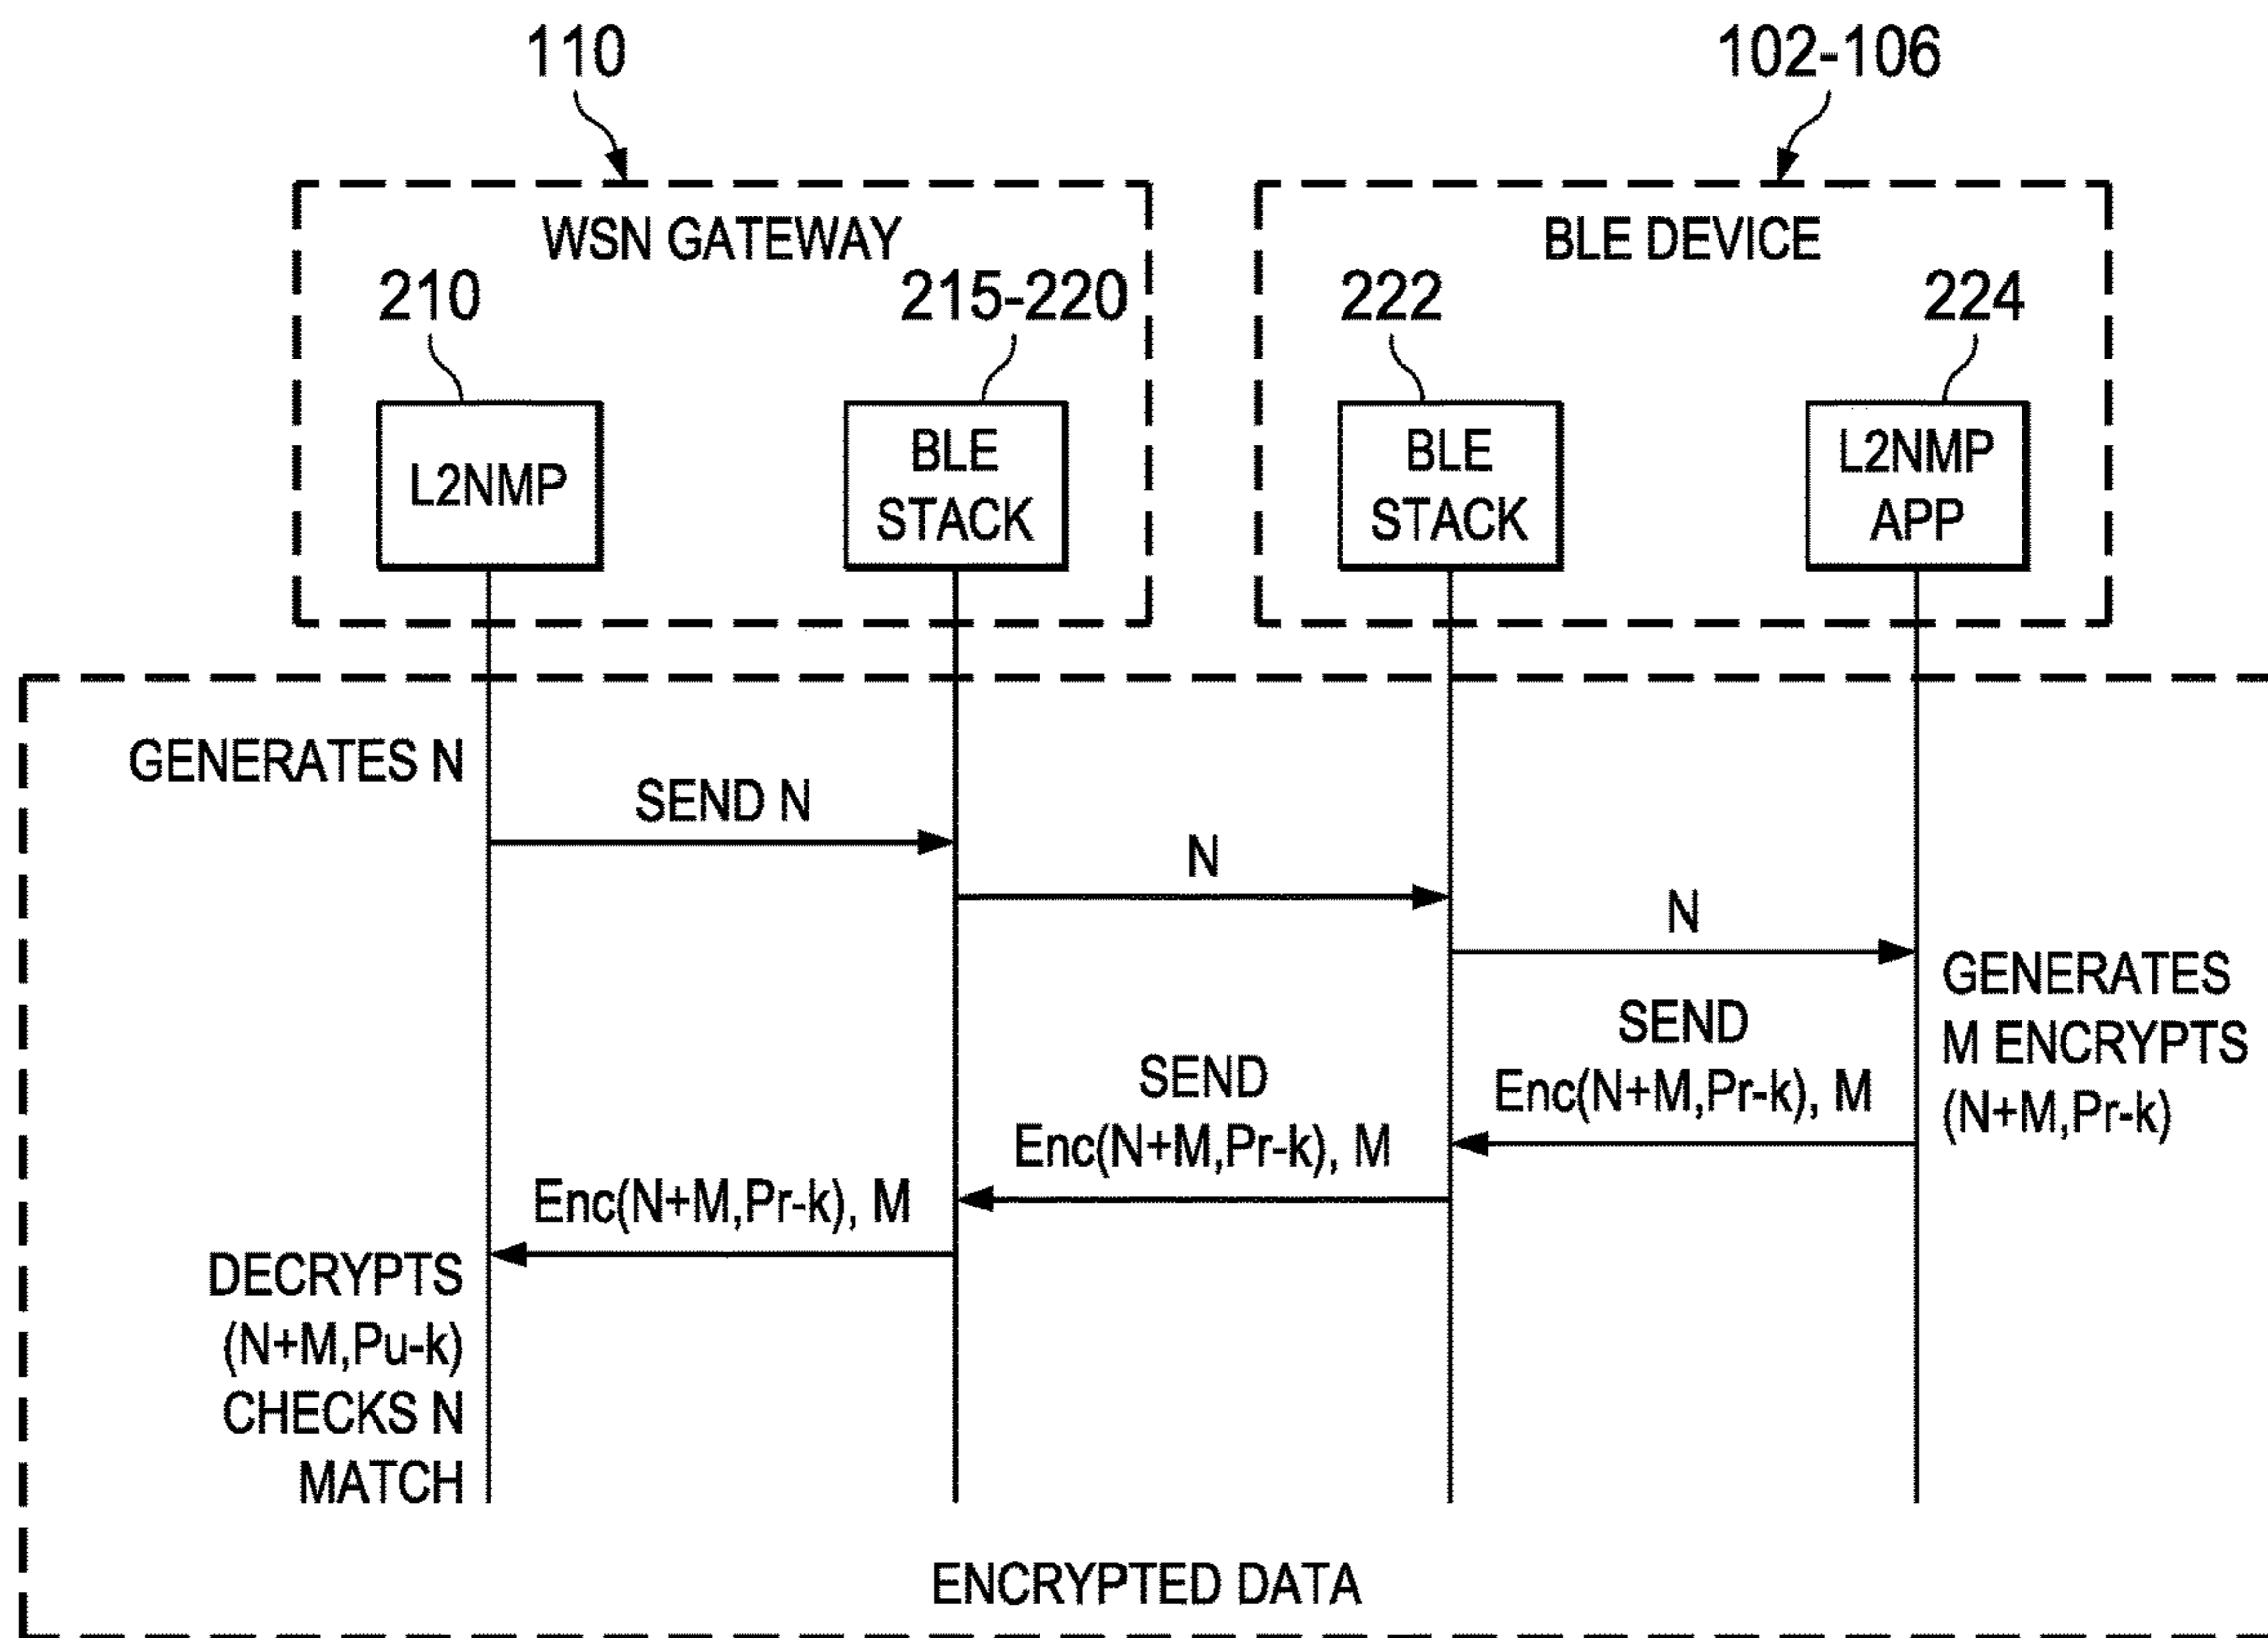 110
102-106
WSN GATEWAY
BLE DEVICE
210
215-220
222
224
L2NMP
BLE
STACK
BLE
STACK
L2NMP
APP
GENERATES N
SEND N
N
N
GENERATES
M ENCRYPTS
(N+M,Pr-k)
SEND
Enc(N+M,Pr-k), M
SEND
Enc(N+M,Pr-k), M
Enc(N+M,Pr-k), M
DECRYPTS
(N+M,Pu-k)
CHECKS N
MATCH
ENCRYPTED DATA